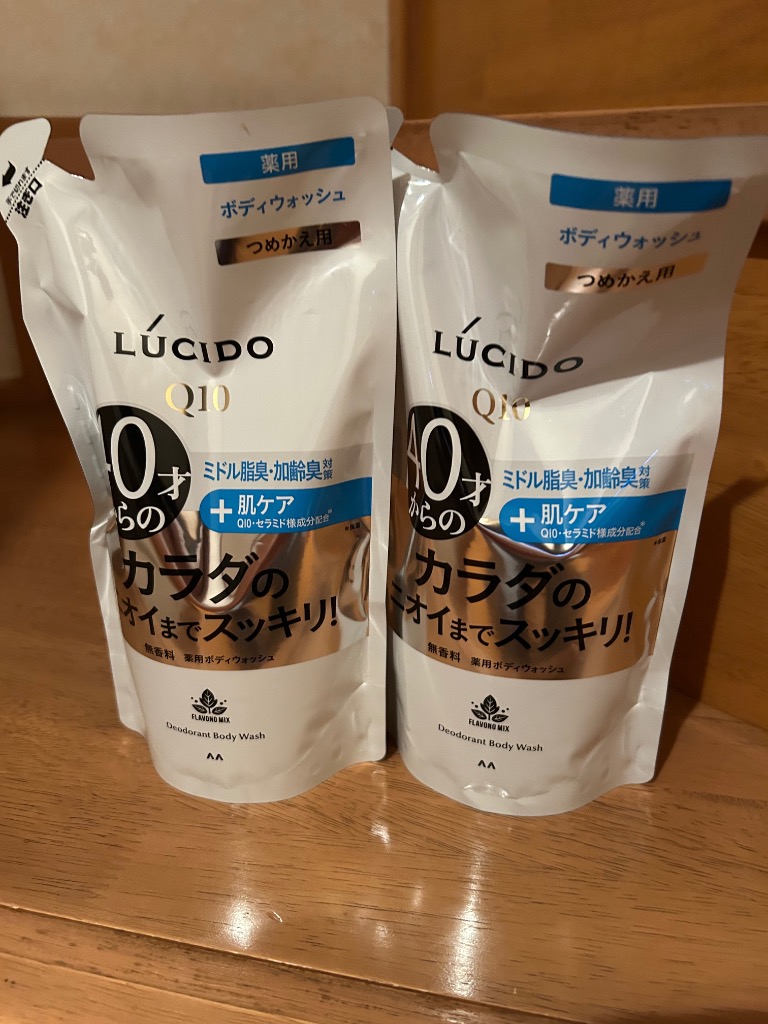 注ぎ口
薬用
ボディウォッシュ
つめかえ用
LÚCIDO
Q10
40才
からの
ミドル脂臭・加齢臭対策
+肌ケア
Q10・セラミド様成分配合※
カラダの
オイまでスッキリ!
無香料 薬用ボディウォッシュ
FLAVONO MIX
Deodorant Body Wash
薬用
ボディウォッシュ
つめかえ用
LÚCIDO
Q10
40才
からの
ミドル脂臭・加齢臭対策
+肌ケア
Q10・セラミド様成分配合※
カラダの
ニオイまでスッキリ!
無香料 薬用ボディウォッシュ
FLAVONO MIX
Deodorant Body Wash